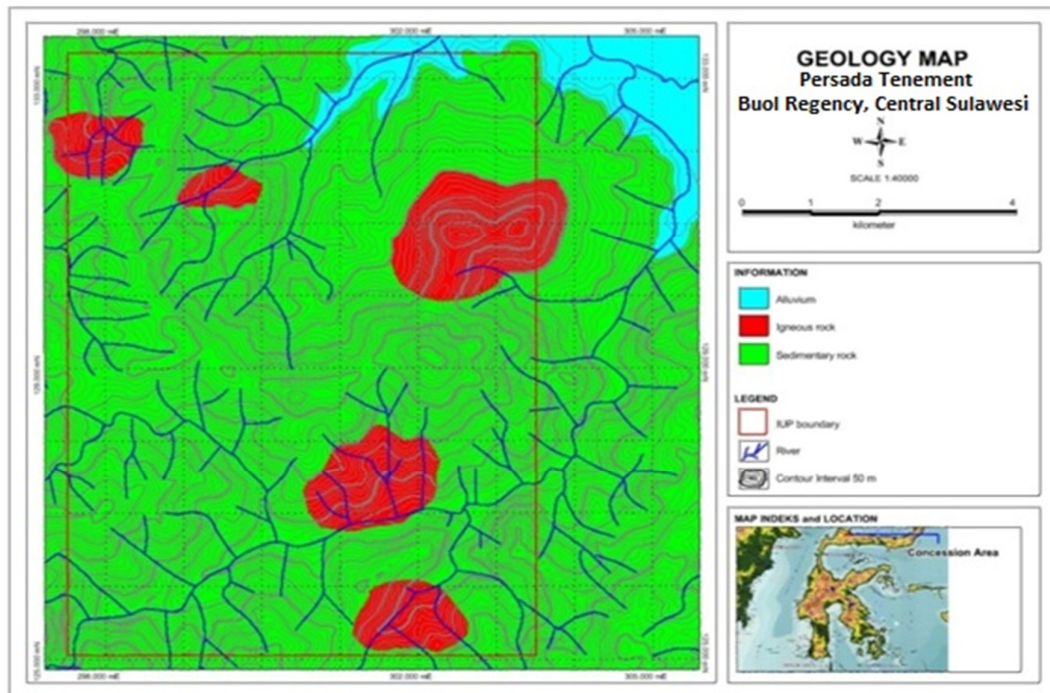 298.000 mE 302.000 mE 305.000 mE
GEOLOGY MAP
Persada Tenement
Buol Regency, Central Sulawesi
N
W E
S
SCALE 1:40000
0 1 2 4
kilometer
INFORMATION
Alluvium
Igneous rock
Sedimentary rock
LEGEND
IUP boundary
River
Contour Interval 50 m
MAP INDEKS and LOCATION
Concession Area
298.000 mE 302.000 mE 305.000 mE